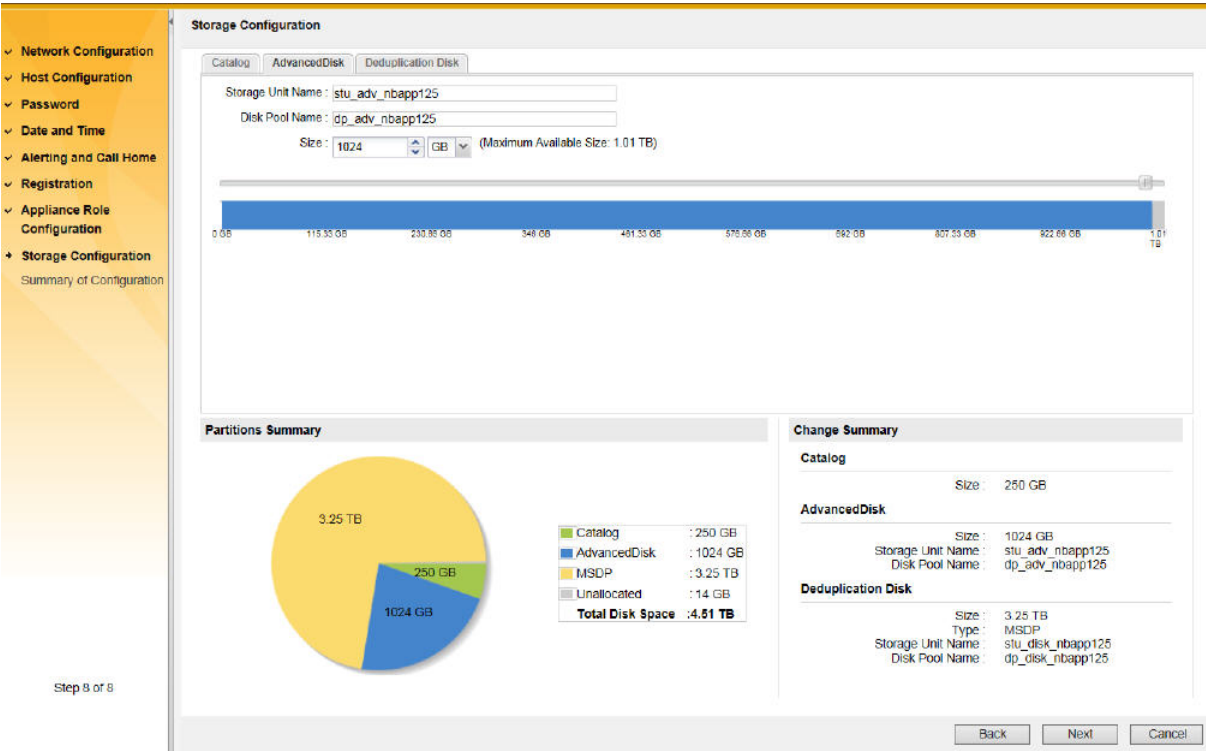 Storage Configuration
Network Configuration
Host Configuration
Password
Date and Time
Alerting and Call Home
Registration
Appliance Role
Configuration
Storage Configuration
Summary of Configuration
Step 8 of 8
Catalog AdvancedDisk Deduplication Disk
Storage Unit Name : stu_adv_nbapp125
Disk Pool Name : dp_adv_nbapp125
Size : 1024 GB (Maximum Available Size: 1.01 TB)
0 GB 115.33 GB 230.66 GB 346 GB 461.33 GB 576.66 GB 692 GB 807.33 GB 922.66 GB 1.01
TB
Partitions Summary
3.25 TB
250 GB
1024 GB
Catalog : 250 GB
AdvancedDisk : 1024 GB
MSDP : 3.25 TB
Unallocated : 14 GB
Total Disk Space :4.51 TB
Change Summary
Catalog
Size : 250 GB
AdvancedDisk
Size : 1024 GB
Storage Unit Name : stu_adv_nbapp125
Disk Pool Name : dp_adv_nbapp125
Deduplication Disk
Size : 3.25 TB
Type : MSDP
Storage Unit Name : stu_disk_nbapp125
Disk Pool Name : dp_disk_nbapp125
Back Next Cancel